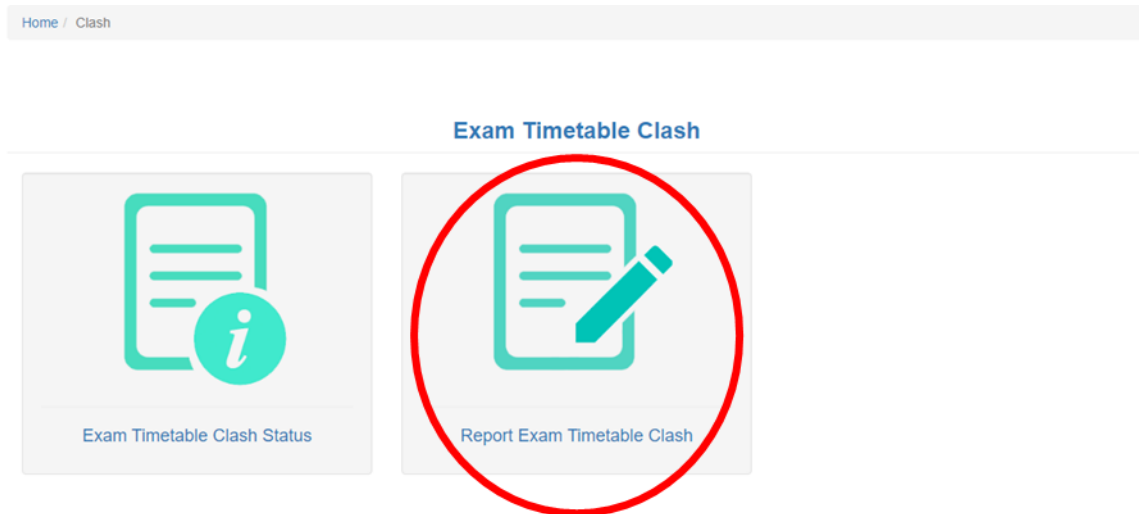 Home / Clash
Exam Timetable Clash
i
Exam Timetable Clash Status
Report Exam Timetable Clash